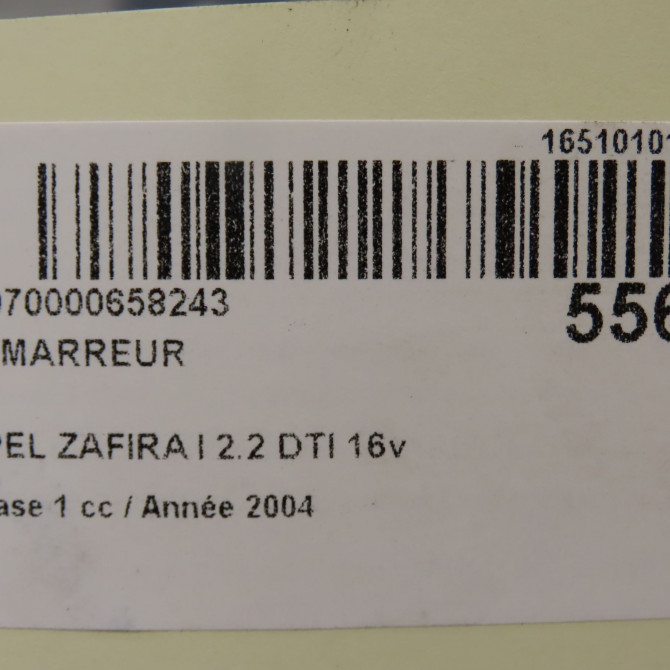 16510101
070000658243
556
MARREUR
PEL ZAFIRA I 2.2 DTI 16v
ase 1 cc / Année 2004